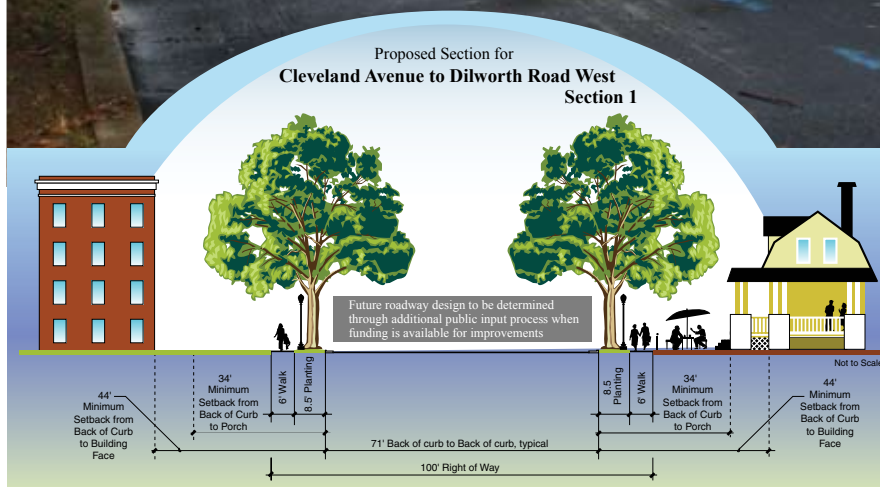 Proposed Section for
Cleveland Avenue to Dilworth Road West
Section 1
Future roadway design to be determined
through additional public input process when
funding is available for improvements
Not to Scale
44'
Minimum
Setback from
Back of Curb
to Building
Face
34'
Minimum
Setback from
Back of Curb
to Porch
6' Walk
8.5' Planting
8.5
Planting
6' Walk
34'
Minimum
Setback from
Back of Curb
to Porch
44'
Minimum
Setback from
Back of Curb
to Building
Face
71' Back of curb to Back of curb, typical
100' Right of Way